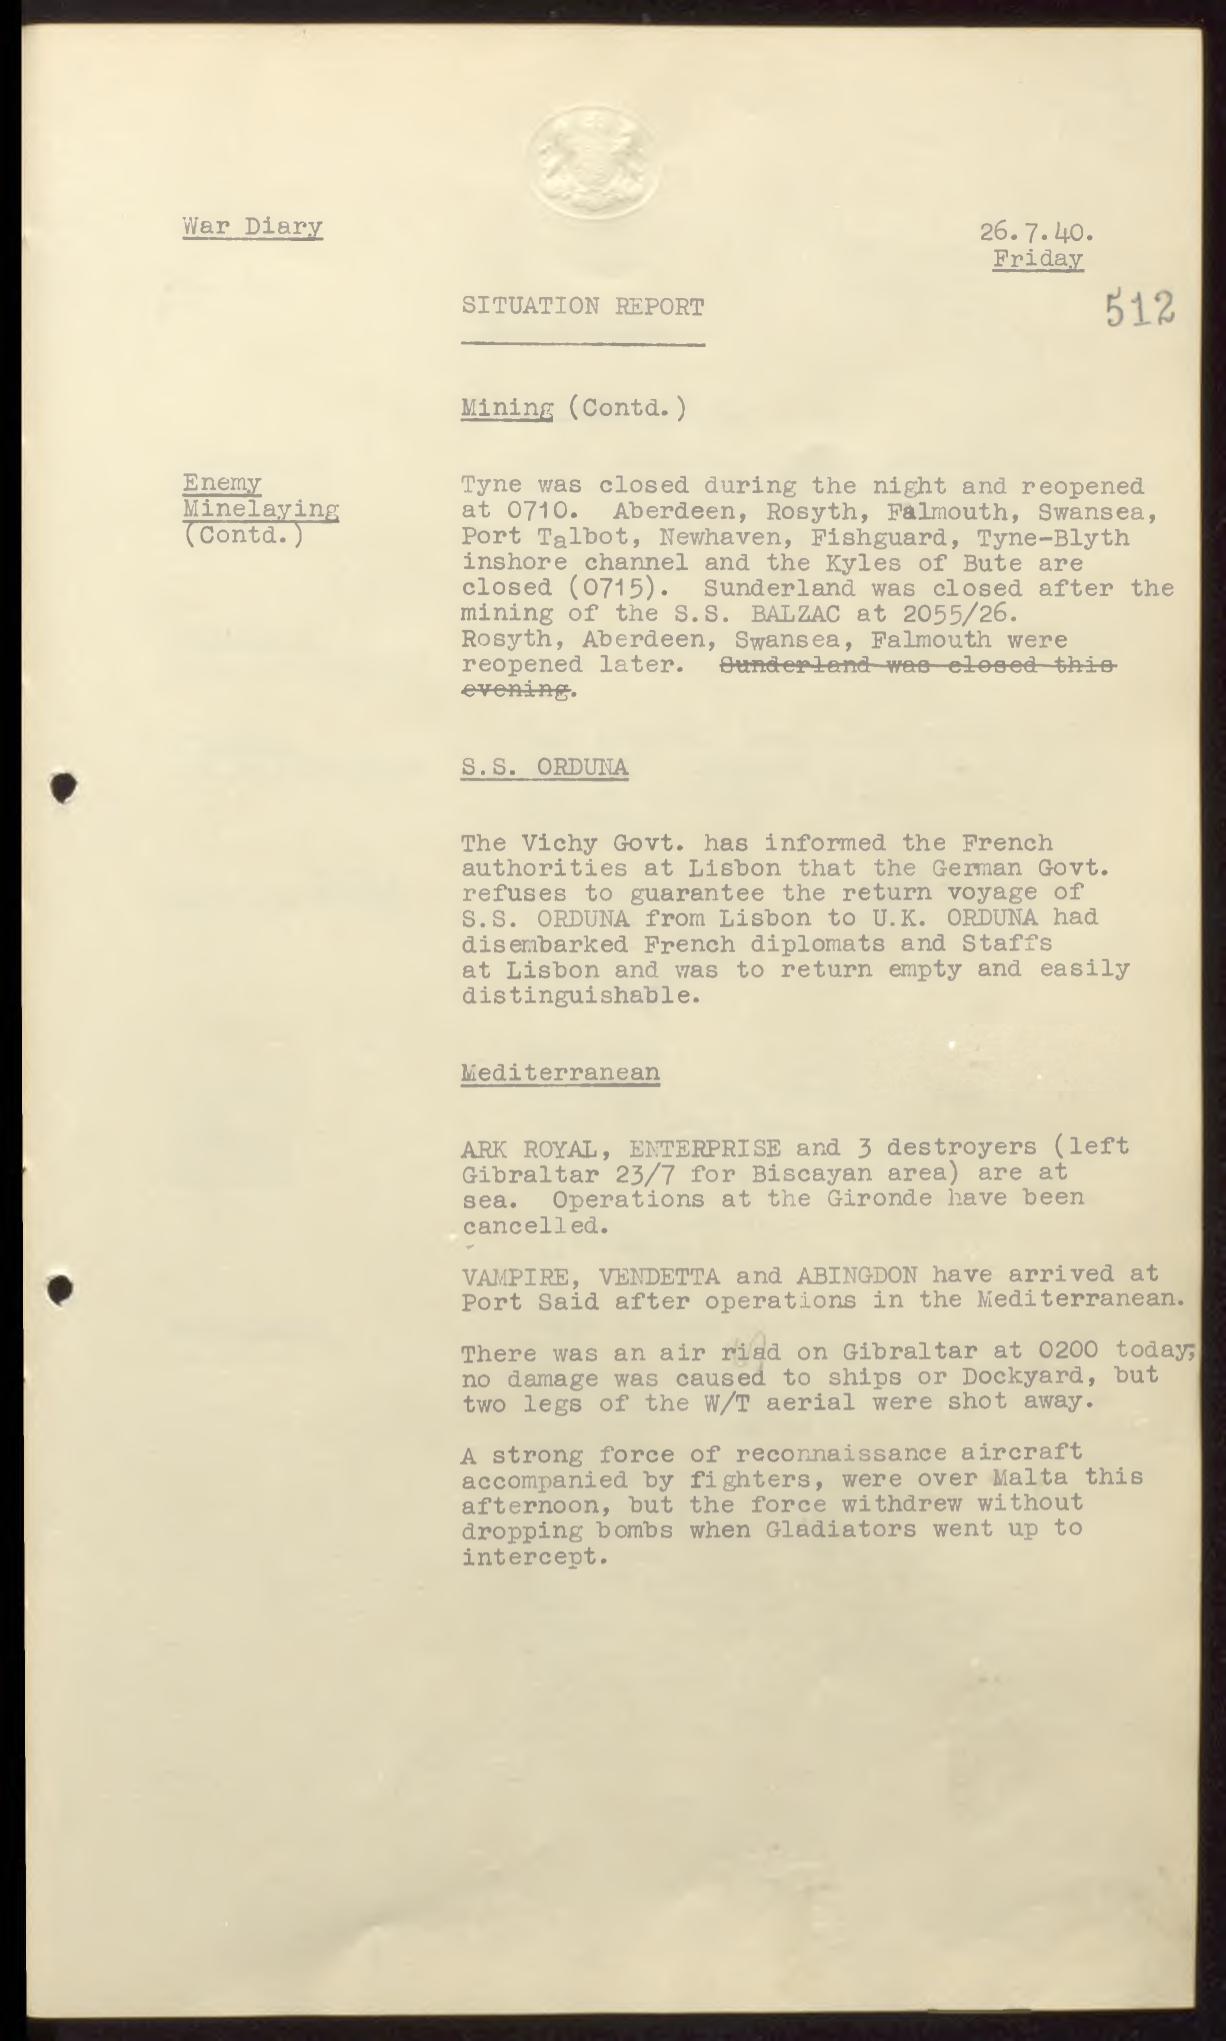 War Diary
26.7.40.
Friday
512
SITUATION REPORT
Mining (Contd.)
Enemy
Minelaying
(Contd.)
Tyne was closed during the night and reopened
at 0710. Aberdeen, Rosyth, Falmouth, Swansea,
Port Talbot, Newhaven, Fishguard, Tyne-Blyth
inshore channel and the Kyles of Bute are
closed (0715). Sunderland was closed after the
mining of the S.S. BALZAC at 2055/26.
Rosyth, Aberdeen, Swansea, Falmouth were
reopened later. Sunderland was closed this
evening.
S.S. ORDUNA
The Vichy Govt. has informed the French
authorities at Lisbon that the German Govt.
refuses to guarantee the return voyage of
S.S. ORDUNA from Lisbon to U.K. ORDUNA had
disembarked French diplomats and Staffs
at Lisbon and was to return empty and easily
distinguishable.
Mediterranean
ARK ROYAL, ENTERPRISE and 3 destroyers (left
Gibraltar 23/7 for Biscayan area) are at
sea. Operations at the Gironde have been
cancelled.
VAMPIRE, VENDETTA and ABINGDON have arrived at
Port Said after operations in the Mediterranean.
There was an air riad on Gibraltar at 0200 today;
no damage was caused to ships or Dockyard, but
two legs of the W/T aerial were shot away.
A strong force of reconnaissance aircraft
accompanied by fighters, were over Malta this
afternoon, but the force withdrew without
dropping bombs when Gladiators went up to
intercept.